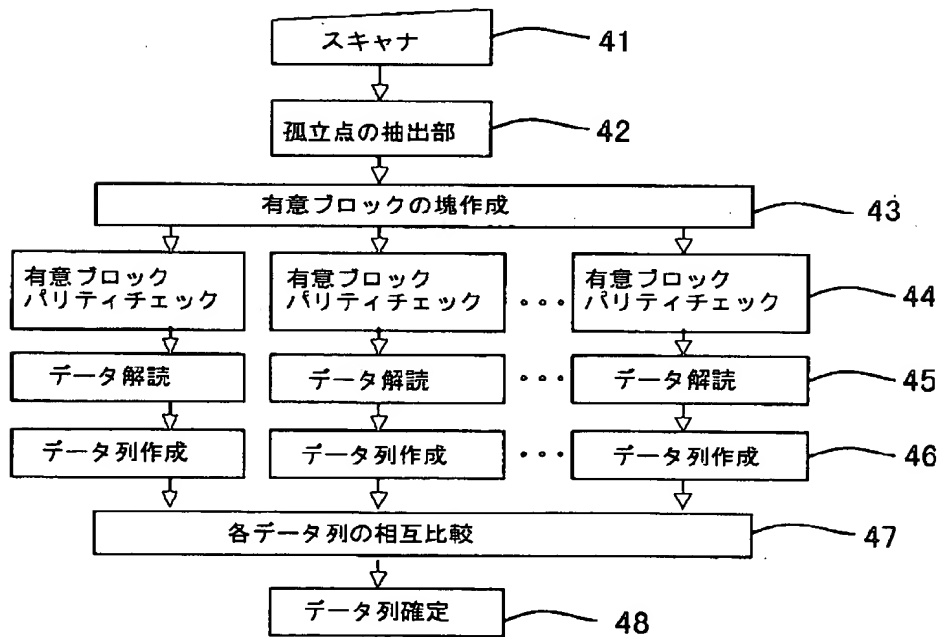 スキャナ
41
孤立点の抽出部
42
有意ブロックの塊作成
43
有意ブロック
パリティチェック
有意ブロック
パリティチェック
・・・
有意ブロック
パリティチェック
44
データ解読
データ解読
・・・
データ解読
45
データ列作成
データ列作成
・・・
データ列作成
46
各データ列の相互比較
47
データ列確定
48